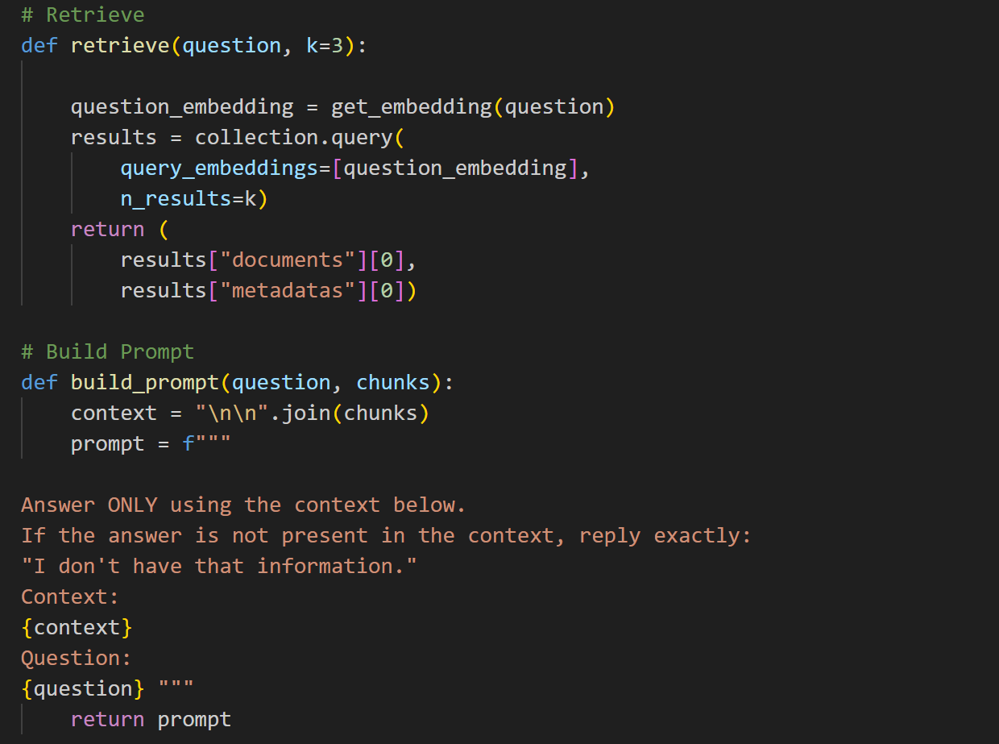 # Retrieve
def retrieve(question, k=3):
question_embedding = get_embedding(question)
results = collection.query(
query_embeddings=[question_embedding],
n_results=k)
return (
results["documents"][0],
results["metadatas"][0])
# Build Prompt
def build_prompt(question, chunks):
context = "\n\n".join(chunks)
prompt = f"""
Answer ONLY using the context below.
If the answer is not present in the context, reply exactly:
"I don't have that information."
Context:
{context}
Question:
{question} """
return prompt